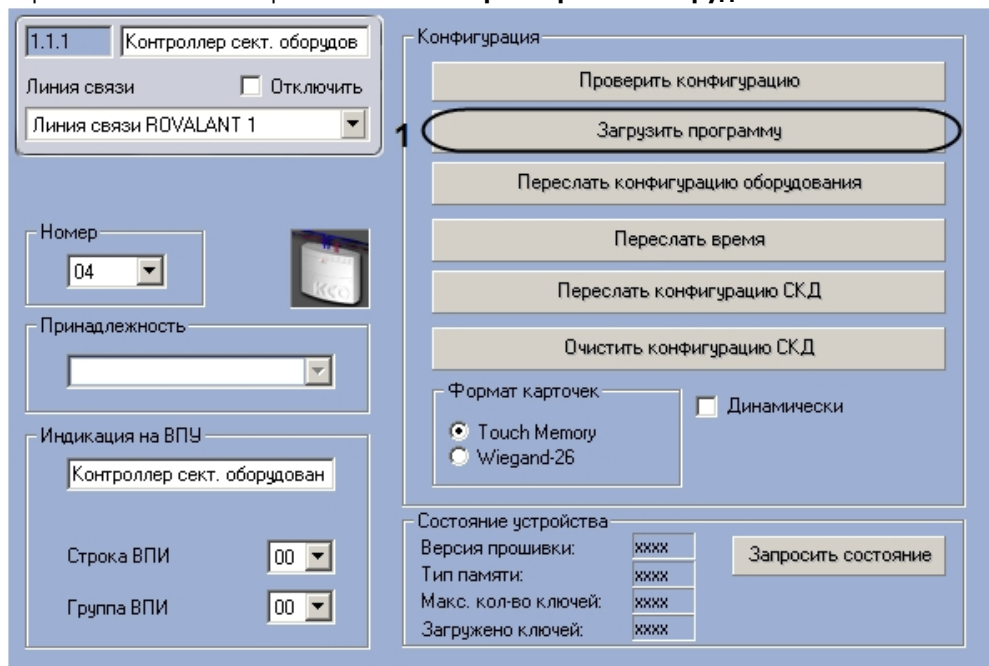 1.1.1 Контроллер сект. оборудов
Линия связи Отключить
Линия связи ROVALANT 1
Номер
04
КСО
Принадлежность
Индикация на ВПУ
Контроллер сект. оборудован
Строка ВПИ 00
Группа ВПИ 00
Конфигурация
Проверить конфигурацию
1 Загрузить программу
Переслать конфигурацию оборудования
Переслать время
Переслать конфигурацию СКД
Очистить конфигурацию СКД
Формат карточек
Динамически
Touch Memory
Wiegand-26
Состояние устройства
Версия прошивки: xxxx
Запросить состояние
Тип памяти: xxxx
Макс. кол-во ключей: xxxx
Загружено ключей: xxxx